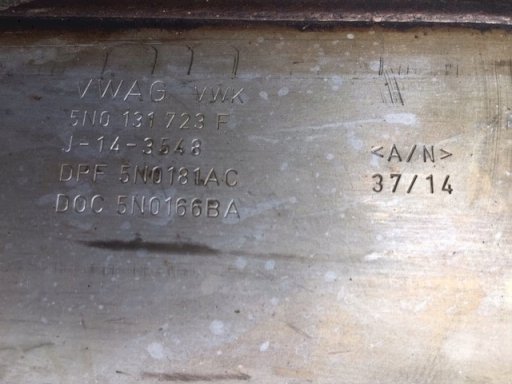 VWAG VWK
5N0 131 723 F
J-14-3548
DPF 5N0181AC
DOC 5N0166BA
<A/N>
37/14